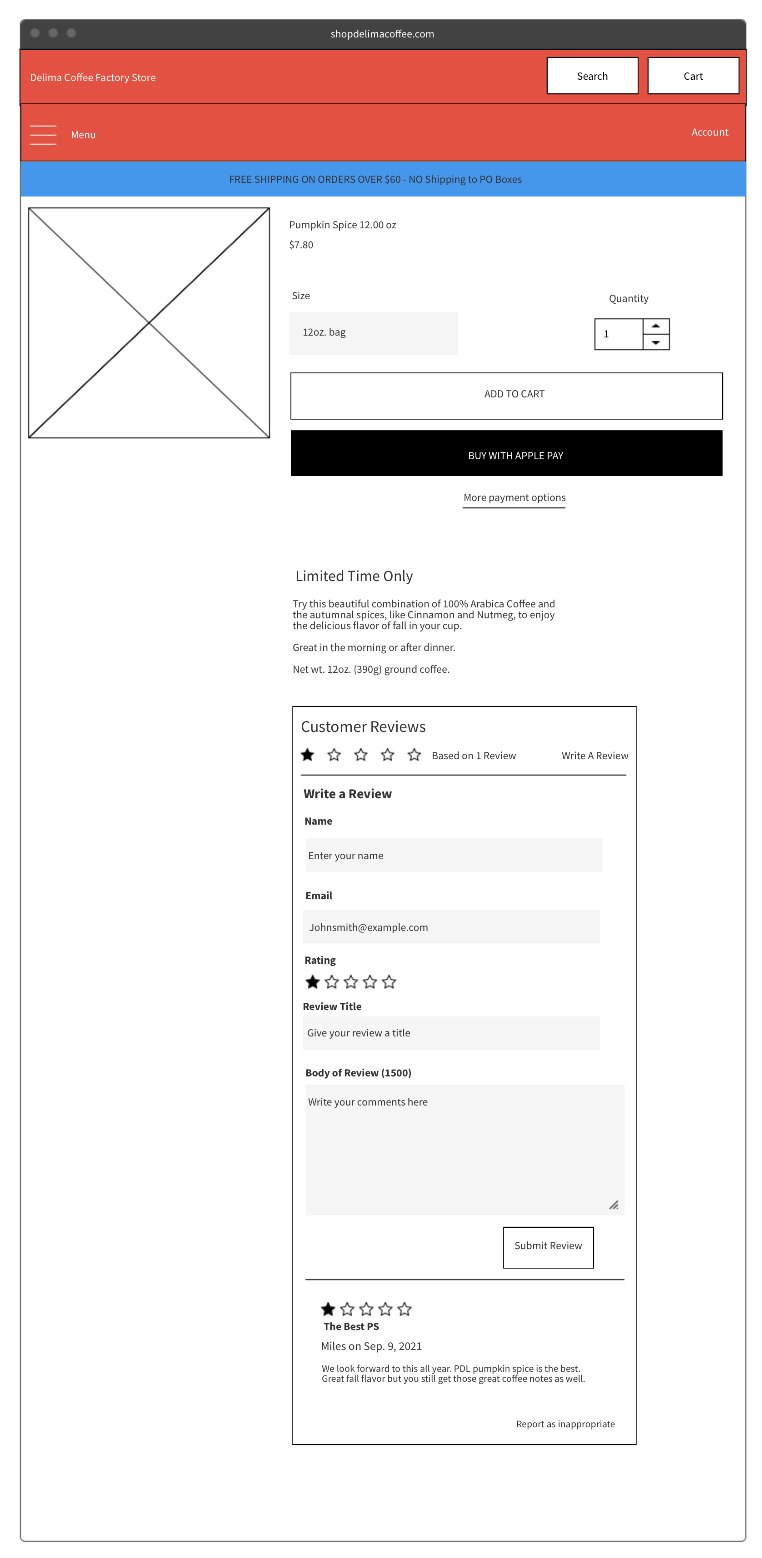 shopdelimacoffee.com
Delima Coffee Factory Store
Search
Cart
Menu
Account
FREE SHIPPING ON ORDERS OVER $60 - NO Shipping to PO Boxes
Pumpkin Spice 12.00 oz
$7.80
Size
Quantity
12oz. bag
1
ADD TO CART
BUY WITH APPLE PAY
More payment options
Limited Time Only
Try this beautiful combination of 100% Arabica Coffee and
the autumnal spices, like Cinnamon and Nutmeg, to enjoy
the delicious flavor of fall in your cup.
Great in the morning or after dinner.
Net wt. 12oz. (390g) ground coffee.
Customer Reviews
Based on 1 Review
Write A Review
Write a Review
Name
Enter your name
Email
Johnsmith@example.com
Rating
Review Title
Give your review a title
Body of Review (1500)
Write your comments here
Submit Review
The Best PS
Miles on Sep. 9, 2021
We look forward to this all year. PDL pumpkin spice is the best.
Great fall flavor but you still get those great coffee notes as well.
Report as inappropriate